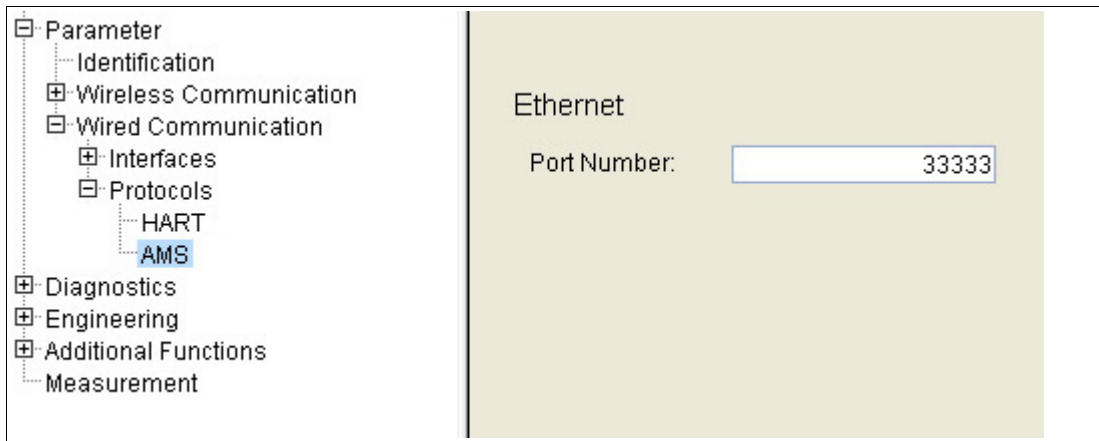 Parameter
Identification
Wireless Communication
Wired Communication
Interfaces
Protocols
HART
AMS
Diagnostics
Engineering
Additional Functions
Measurement
Ethernet
Port Number: 33333